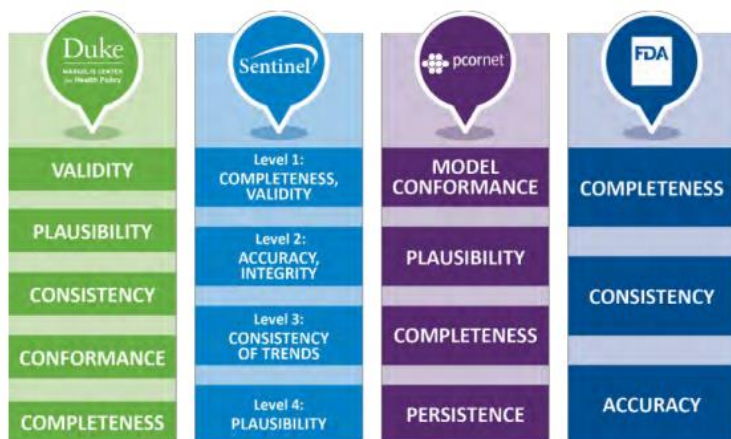 Duke
MARGOLIS CENTER
for Health Policy
VALIDITY
PLAUSIBILITY
CONSISTENCY
CONFORMANCE
COMPLETENESS
Sentinel
Level 1:
COMPLETENESS,
VALIDITY
Level 2:
ACCURACY,
INTEGRITY
Level 3:
CONSISTENCY
OF TRENDS
Level 4:
PLAUSIBILITY
pcornet
MODEL
CONFORMANCE
PLAUSIBILITY
COMPLETENESS
PERSISTENCE
FDA
COMPLETENESS
CONSISTENCY
ACCURACY